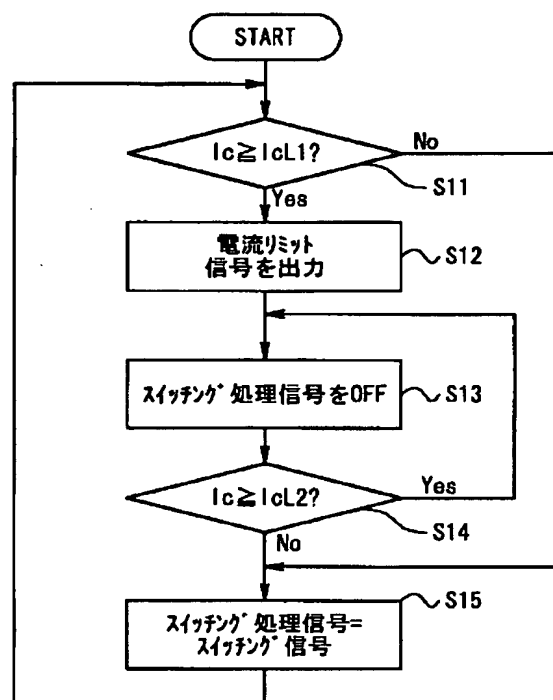 START
Ic≧IcL1?
No
S11
Yes
電流ﾘﾐｯﾄ
信号を出力
S12
ｽｲｯﾁﾝｸﾞ処理信号をOFF
S13
Ic≧IcL2?
Yes
S14
No
S15
ｽｲｯﾁﾝｸﾞ処理信号=
ｽｲｯﾁﾝｸﾞ信号